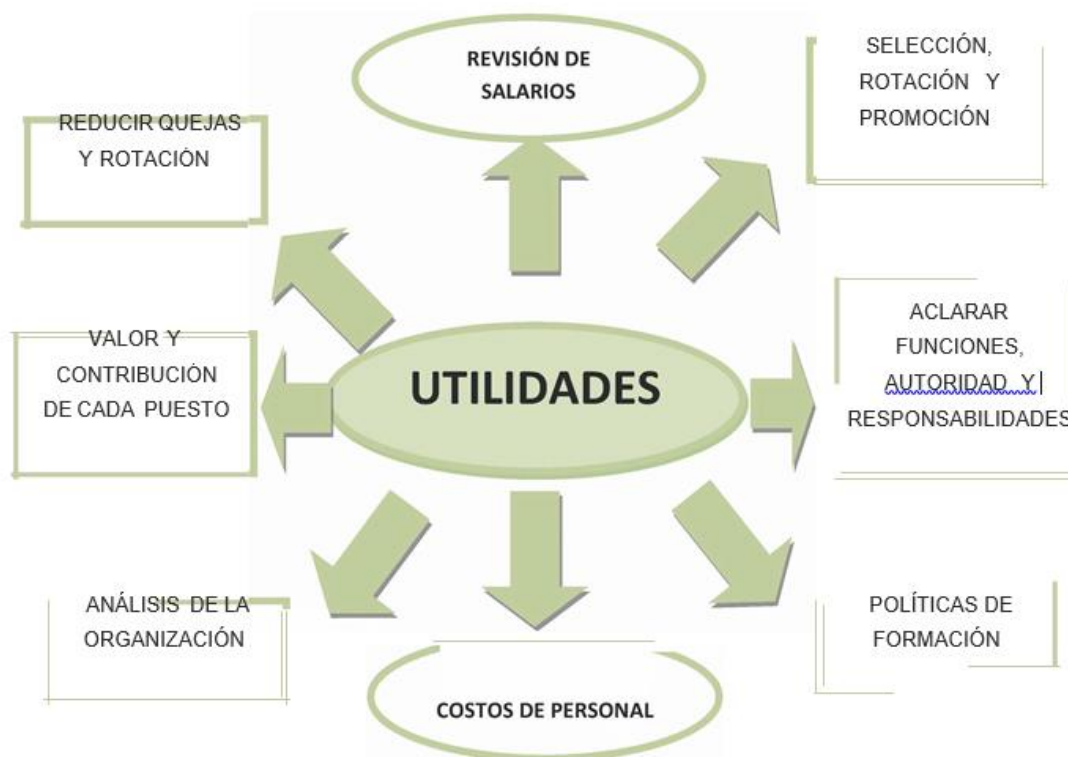 REVISIÓN DE
SALARIOS
SELECCIÓN,
ROTACIÓN Y
PROMOCIÓN
REDUCIR QUEJAS
Y ROTACIÓN
ACLARAR
FUNCIONES,
AUTORIDAD Y
RESPONSABILIDADES
VALOR Y
CONTRIBUCIÓN
DE CADA PUESTO
UTILIDADES
ANÁLISIS DE LA
ORGANIZACIÓN
POLÍTICAS DE
FORMACIÓN
COSTOS DE PERSONAL